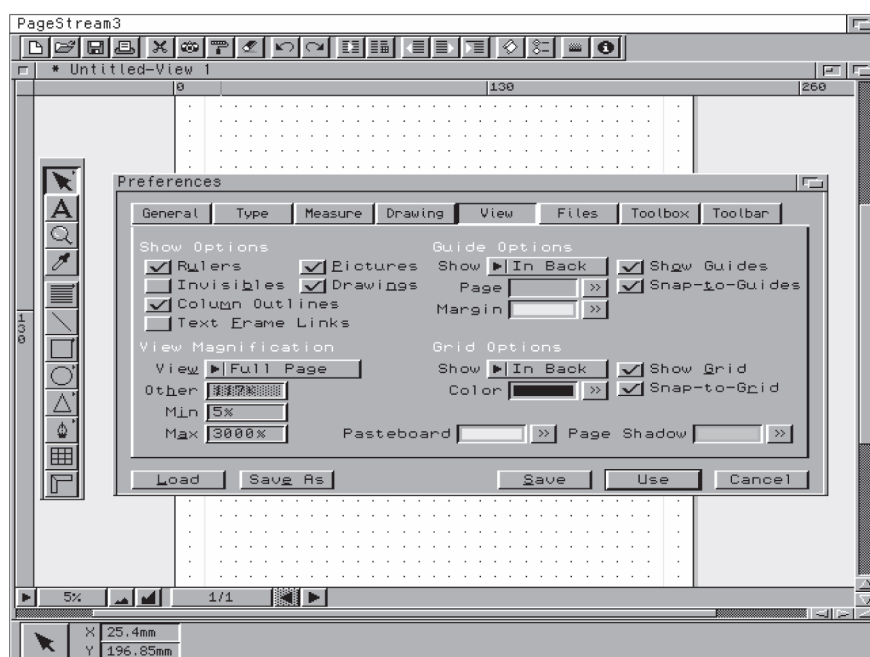 PageStream3
* Untitled-View 1
0 130 260
130
Preferences
General Type Measure Drawing View Files Toolbox Toolbar
Show Options
Rulers Pictures
Invisibles Drawings
Column Outlines
Text Frame Links
Guide Options
Show In Back Show Guides
Page >> Snap-to-Guides
Margin >>
View Magnification
View Full Page
Other 117%
Min 5%
Max 3000%
Grid Options
Show In Back Show Grid
Color >> Snap-to-Grid
Pasteboard >> Page Shadow >>
Load Save As Save Use Cancel
5% 1/1
X 25.4mm
Y 196.85mm